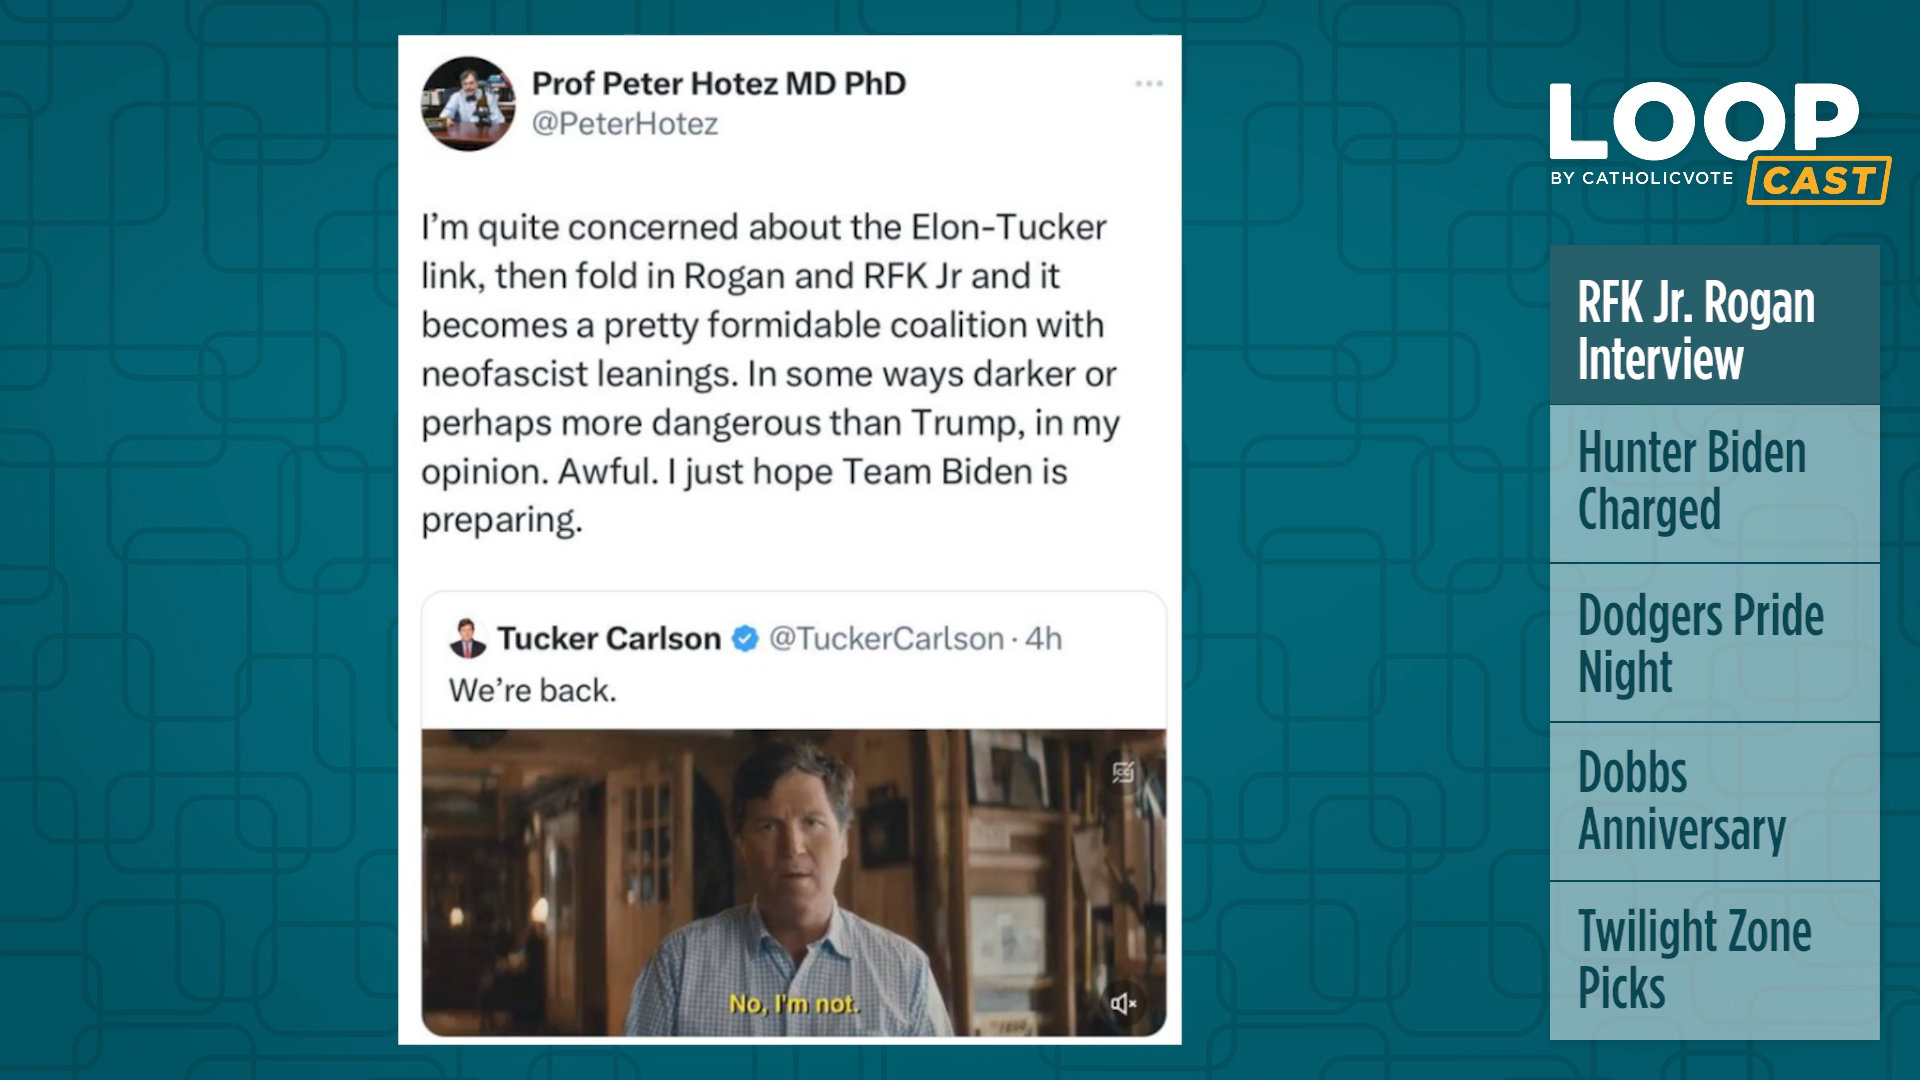 Prof Peter Hotez MD PhD
@PeterHotez
I’m quite concerned about the Elon-Tucker
link, then fold in Rogan and RFK Jr and it
becomes a pretty formidable coalition with
neofascist leanings. In some ways darker or
perhaps more dangerous than Trump, in my
opinion. Awful. I just hope Team Biden is
preparing.
Tucker Carlson @TuckerCarlson · 4h
We’re back.
CC
No, I'm not.
LOOP
BY CATHOLICVOTE
CAST
RFK Jr. Rogan
Interview
Hunter Biden
Charged
Dodgers Pride
Night
Dobbs
Anniversary
Twilight Zone
Picks